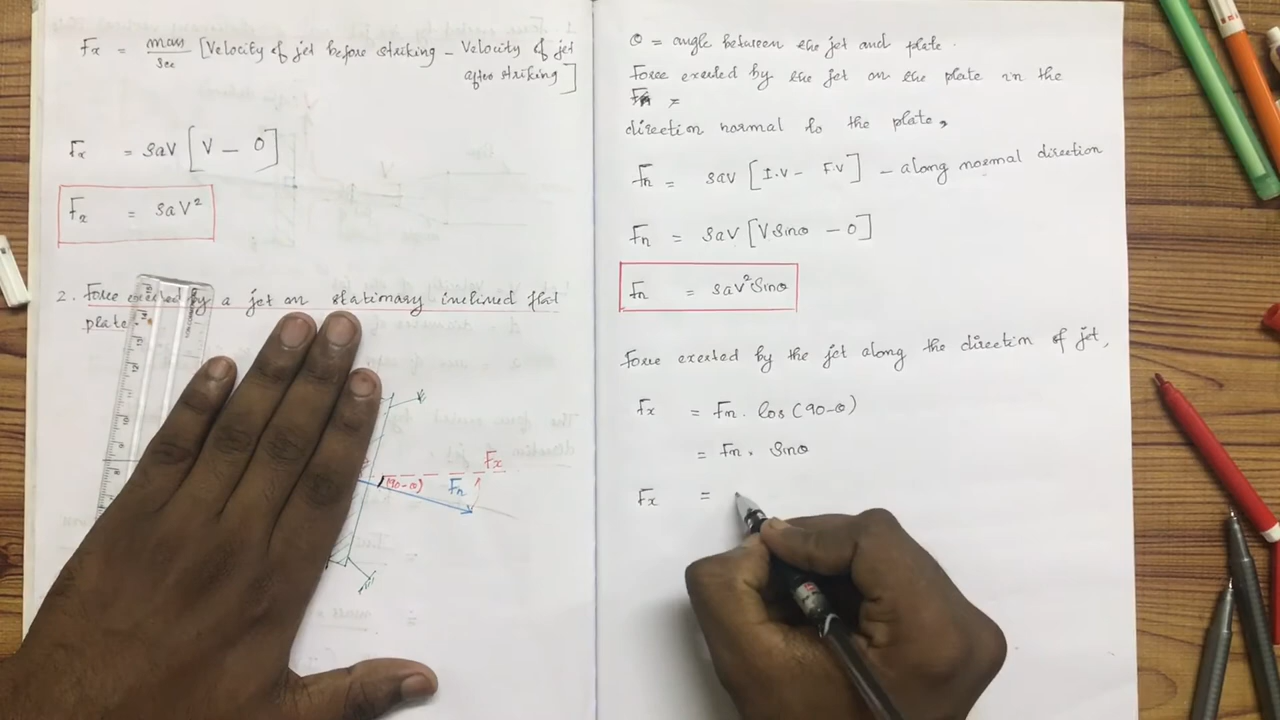 Fx = mass/sec [Velocity of jet before striking - Velocity of jet
after striking]
Fx = ρaV [V - 0]
Fx = ρaV²
2. Force exerted by a jet on stationary inclined flat
plate
Fx
(90-θ)
Fn
θ = angle between the jet and plate.
Force exerted by the jet on the plate in the
direction normal to the plate,
Fn = ρaV [I.V - F.V] - along normal direction
Fn = ρaV [V Sinθ - 0]
Fn = ρaV² Sinθ
Force exerted by the jet along the direction of jet,
Fx = Fn. Cos (90-θ)
= Fn. Sinθ
Fx =